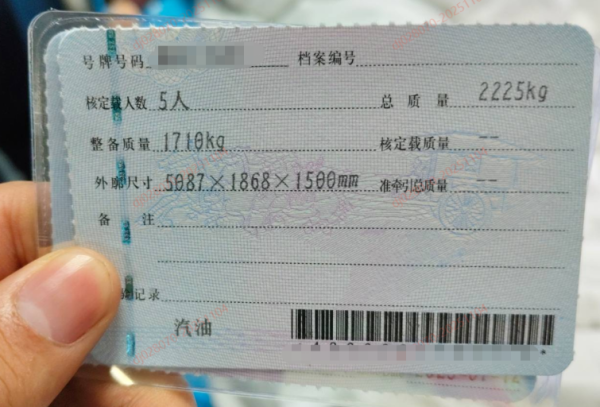 号牌号码 档案编号
核定载人数 5人 总质量 2225kg
整备质量 1710kg 核定载质量 --
外廓尺寸 5087×1868×1500mm 准牵引总质量 --
备注
记录
汽油